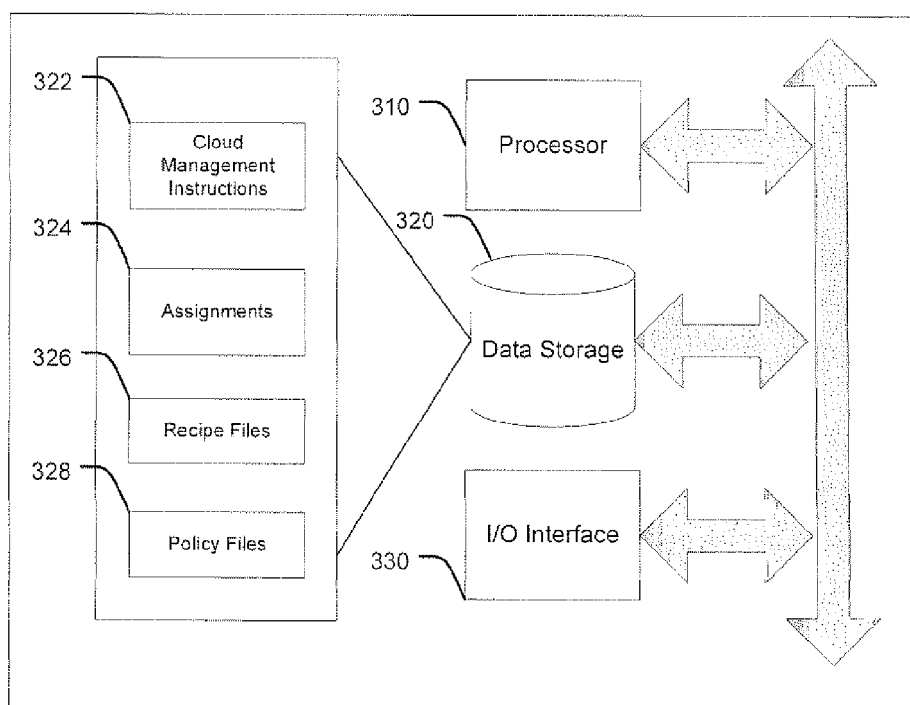 322
Cloud
Management
Instructions
324
Assignments
326
Recipe Files
328
Policy Files
310
Processor
320
Data Storage
I/O Interface
330